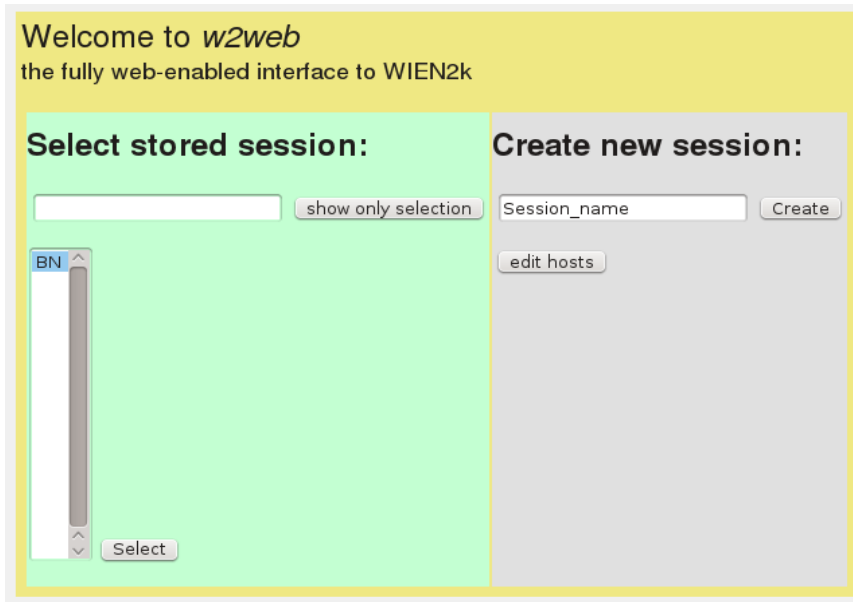 Welcome to w2web
the fully web-enabled interface to WIEN2k
Select stored session:
show only selection
BN
Select
Create new session:
Session_name
Create
edit hosts